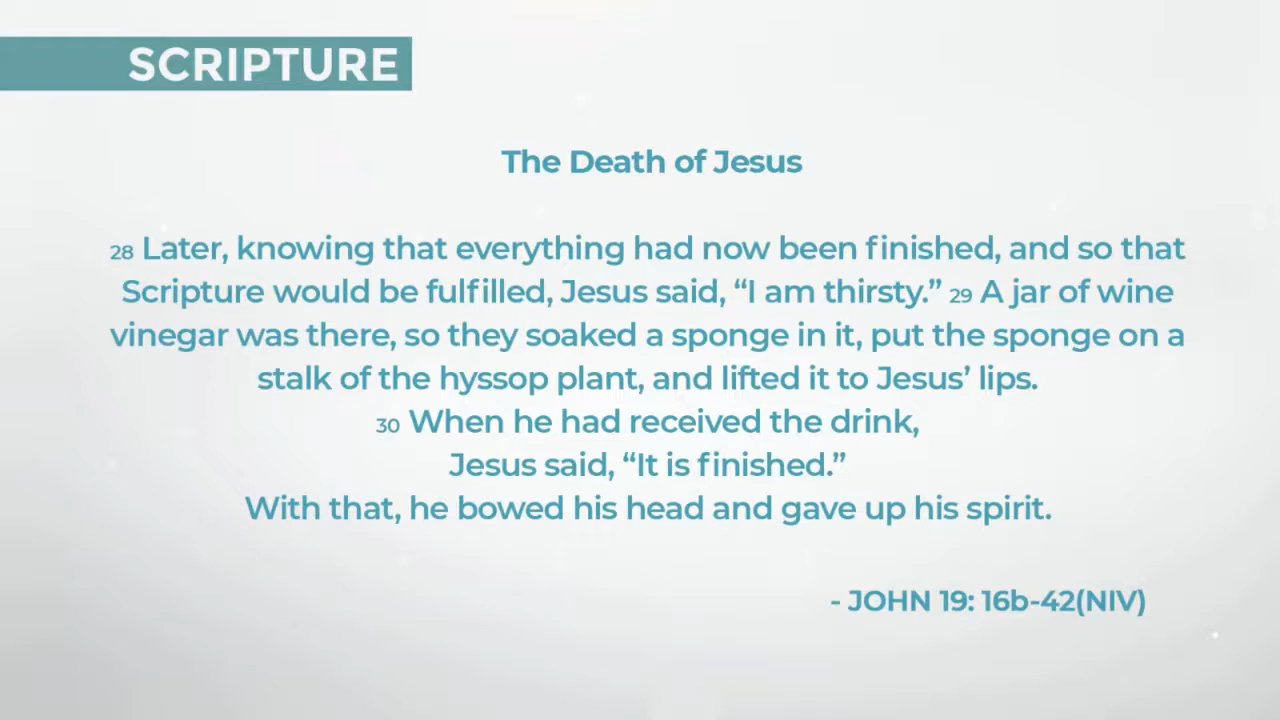 SCRIPTURE
The Death of Jesus
28 Later, knowing that everything had now been finished, and so that
Scripture would be fulfilled, Jesus said, “I am thirsty.” 29 A jar of wine
vinegar was there, so they soaked a sponge in it, put the sponge on a
stalk of the hyssop plant, and lifted it to Jesus’ lips.
30 When he had received the drink,
Jesus said, “It is finished.”
With that, he bowed his head and gave up his spirit.
- JOHN 19: 16b-42(NIV)